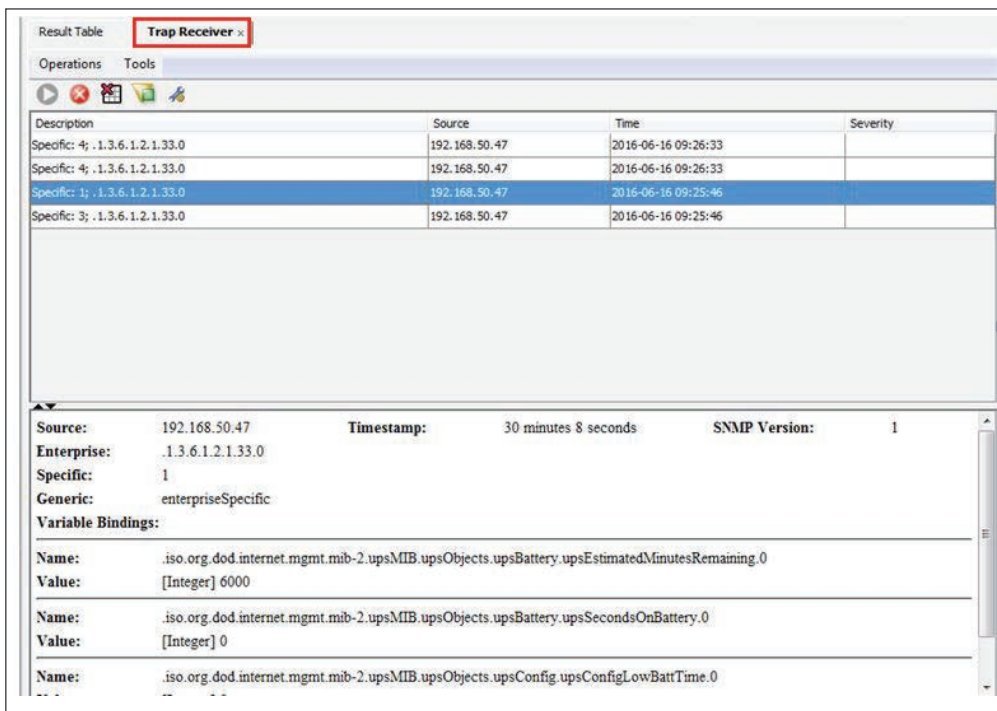 Result Table Trap Receiver ×
Operations Tools
Description Source Time Severity
Specific: 4; .1.3.6.1.2.1.33.0 192.168.50.47 2016-06-16 09:26:33
Specific: 4; .1.3.6.1.2.1.33.0 192.168.50.47 2016-06-16 09:26:33
Specific: 1; .1.3.6.1.2.1.33.0 192.168.50.47 2016-06-16 09:25:46
Specific: 3; .1.3.6.1.2.1.33.0 192.168.50.47 2016-06-16 09:25:46
Source: 192.168.50.47 Timestamp: 30 minutes 8 seconds SNMP Version: 1
Enterprise: .1.3.6.1.2.1.33.0
Specific: 1
Generic: enterpriseSpecific
Variable Bindings:
Name: .iso.org.dod.internet.mgmt.mib-2.upsMIB.upsObjects.upsBattery.upsEstimatedMinutesRemaining.0
Value: [Integer] 6000
Name: .iso.org.dod.internet.mgmt.mib-2.upsMIB.upsObjects.upsBattery.upsSecondsOnBattery.0
Value: [Integer] 0
Name: .iso.org.dod.internet.mgmt.mib-2.upsMIB.upsObjects.upsConfig.upsConfigLowBattTime.0